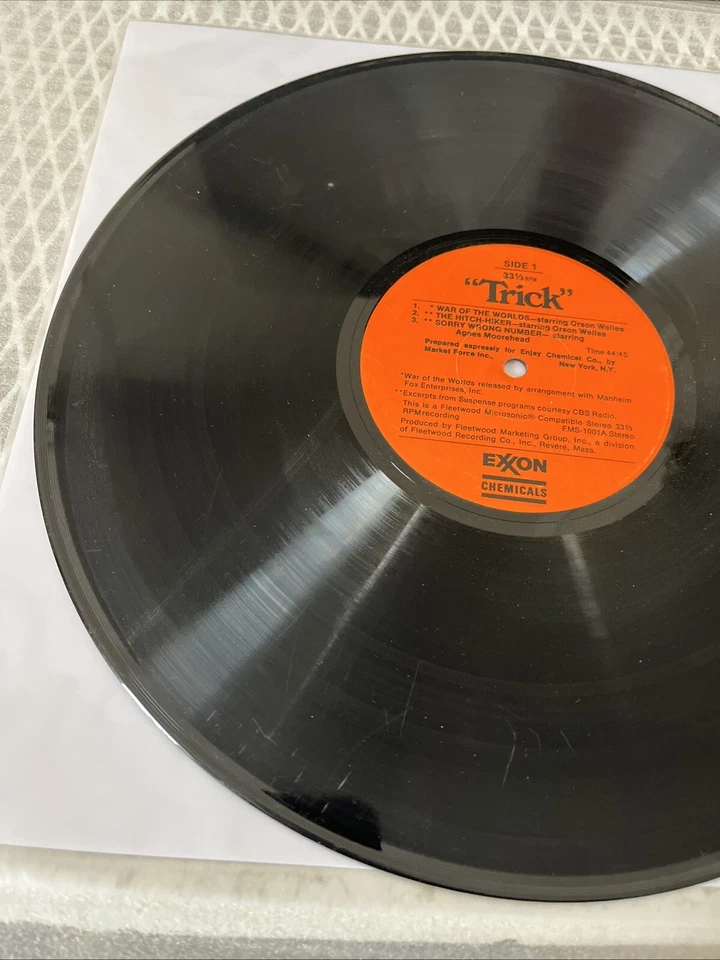 SIDE 1
33⅓ RPM
“Trick”
1. * WAR OF THE WORLDS—starring Orson Welles
2. ** THE HITCH-HIKER—starring Orson Welles
3. ** SORRY WRONG NUMBER— starring
Agnes Moorehead
Time 44:45
Prepared expressly for Enjay Chemical Co., by
Market Force Inc., New York, N.Y.
*War of the Worlds released by arrangement with Manheim
Fox Enterprises, Inc.
**Excerpts from Suspense programs courtesy CBS Radio.
This is a Fleetwood Microsonic® Compatible Stereo 33⅓
RPM recording FMS-1001A Stereo
Produced by Fleetwood Marketing Group, Inc., a division
of Fleetwood Recording Co., Inc., Revere, Mass.
EXXON
CHEMICALS